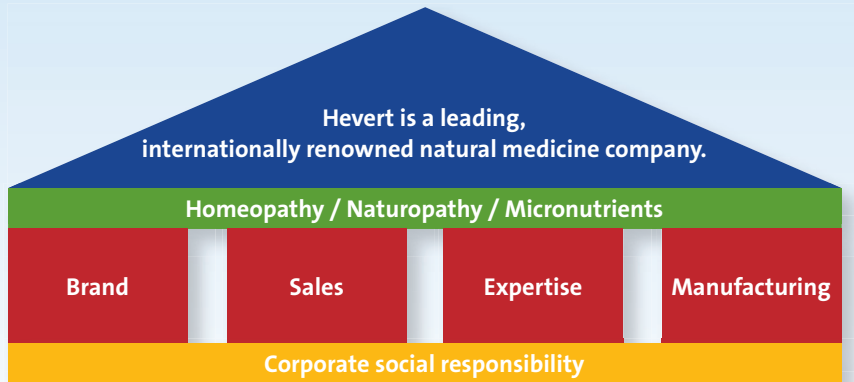 Hevert is a leading,
internationally renowned natural medicine company.
Homeopathy / Naturopathy / Micronutrients
Brand
Sales
Expertise
Manufacturing
Corporate social responsibility